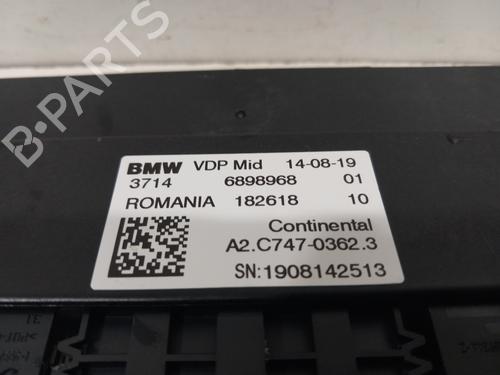 B-PARTS
BMW VDP Mid 14-08-19
3714 6898968 01
ROMANIA 182618 10
Continental
A2.C747-0362.3
SN:1908142513